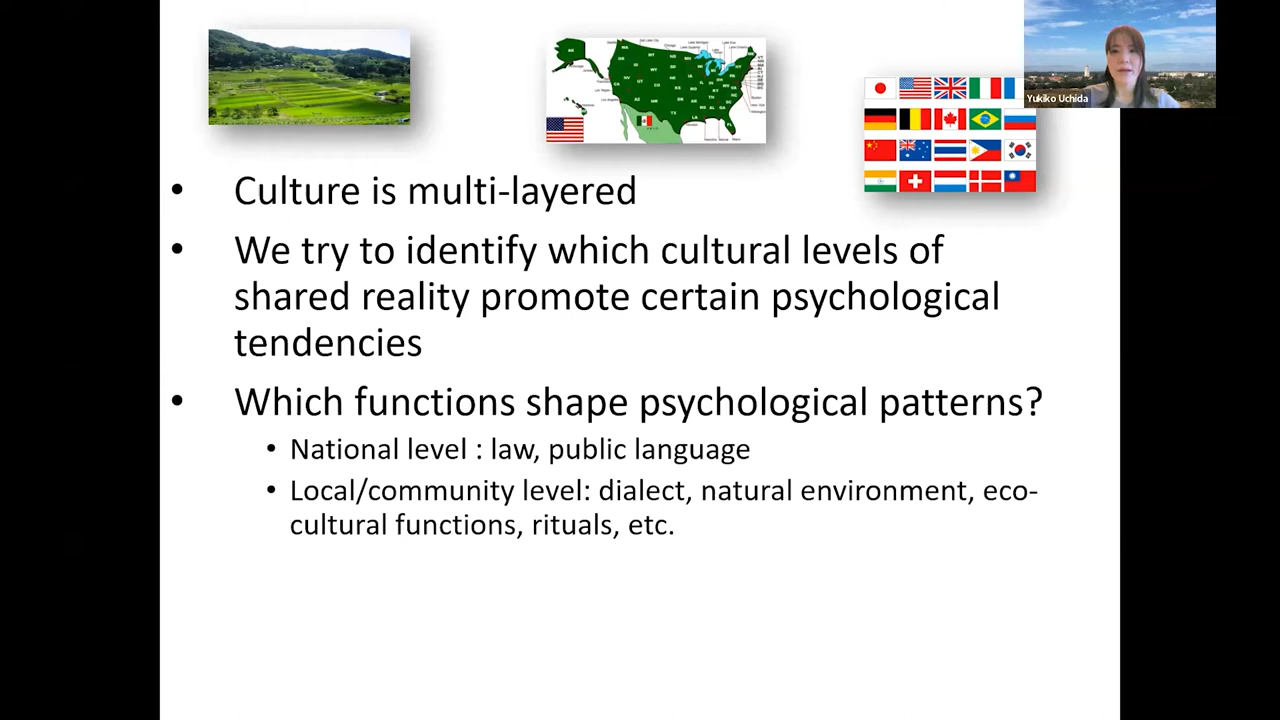 Yukiko Uchida
• Culture is multi-layered
• We try to identify which cultural levels of
shared reality promote certain psychological
tendencies
• Which functions shape psychological patterns?
• National level : law, public language
• Local/community level: dialect, natural environment, eco-
cultural functions, rituals, etc.